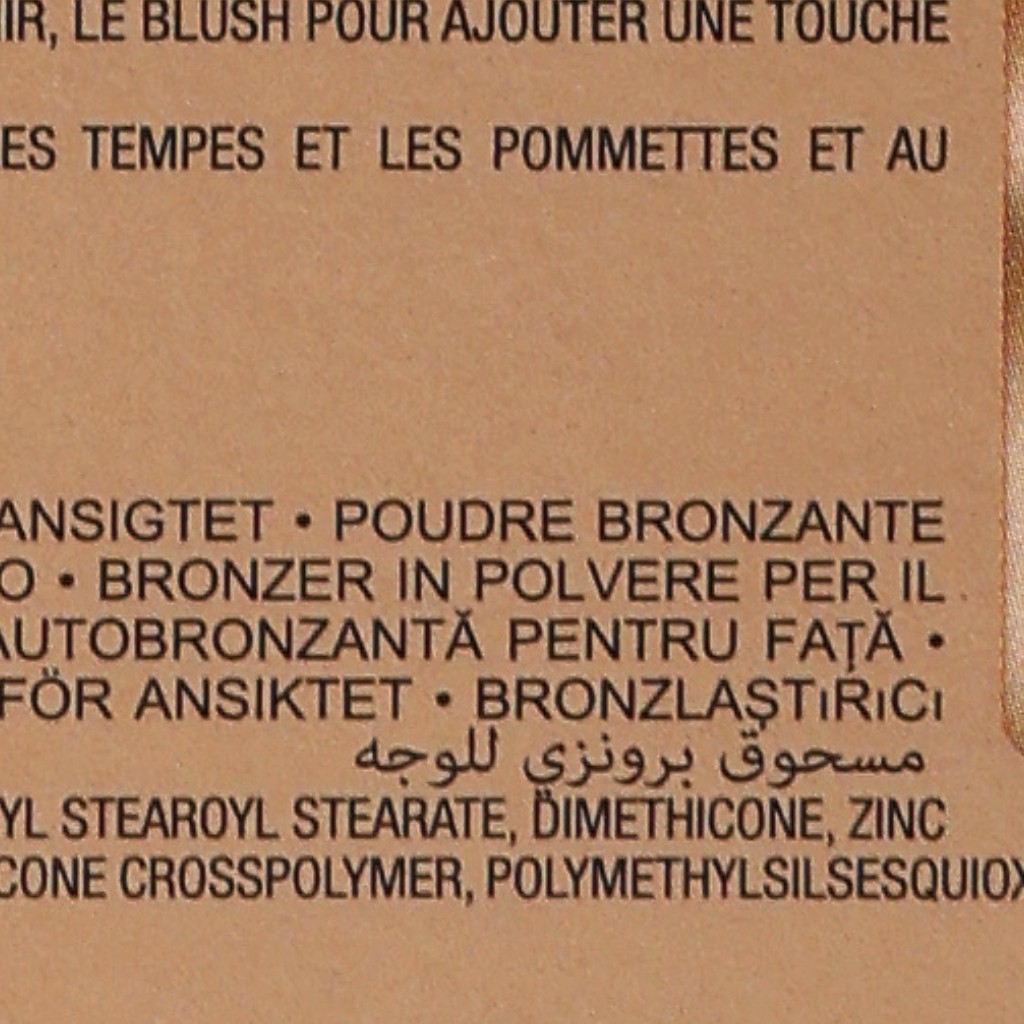 IR, LE BLUSH POUR AJOUTER UNE TOUCHE
ES TEMPES ET LES POMMETTES ET AU
ANSIGTET • POUDRE BRONZANTE
O • BRONZER IN POLVERE PER IL
AUTOBRONZANTĂ PENTRU FAȚĂ •
FÖR ANSIKTET • BRONZLAŞTıRıCı
مسحوق برونزي للوجه
YL STEAROYL STEARATE, DIMETHICONE, ZINC
CONE CROSSPOLYMER, POLYMETHYLSILSESQUIOX